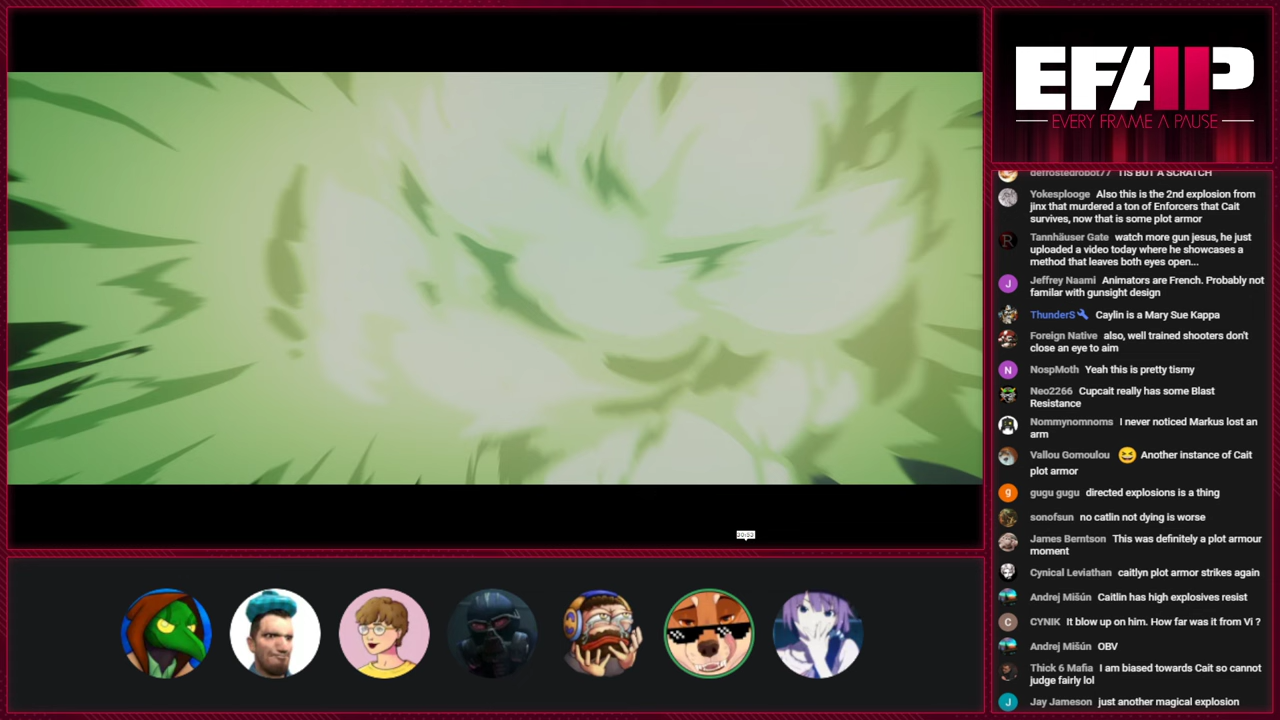 EFAP
EVERY FRAME A PAUSE
defrostedrobot77 TIS BUT A SCRATCH
Yokesplooge Also this is the 2nd explosion from
jinx that murdered a ton of Enforcers that Cait
survives, now that is some plot armor
Tannhäuser Gate watch more gun jesus, he just
uploaded a video today where he showcases a
method that leaves both eyes open...
Jeffrey Naami Animators are French. Probably not
familar with gunsight design
ThunderS Caylin is a Mary Sue Kappa
Foreign Native also, well trained shooters don't
close an eye to aim
NospMoth Yeah this is pretty tismy
Neo2266 Cupcait really has some Blast
Resistance
Nommynomnoms I never noticed Markus lost an
arm
Vallou Gomoulou 😆 Another instance of Cait
plot armor
gugu gugu directed explosions is a thing
sonofsun no catlin not dying is worse
James Berntson This was definitely a plot armour
moment
Cynical Leviathan caitlyn plot armor strikes again
Andrej Mišún Caitlin has high explosives resist
CYNIK It blow up on him. How far was it from Vi ?
Andrej Mišún OBV
Thick 6 Mafia I am biased towards Cait so cannot
judge fairly lol
Jay Jameson just another magical explosion